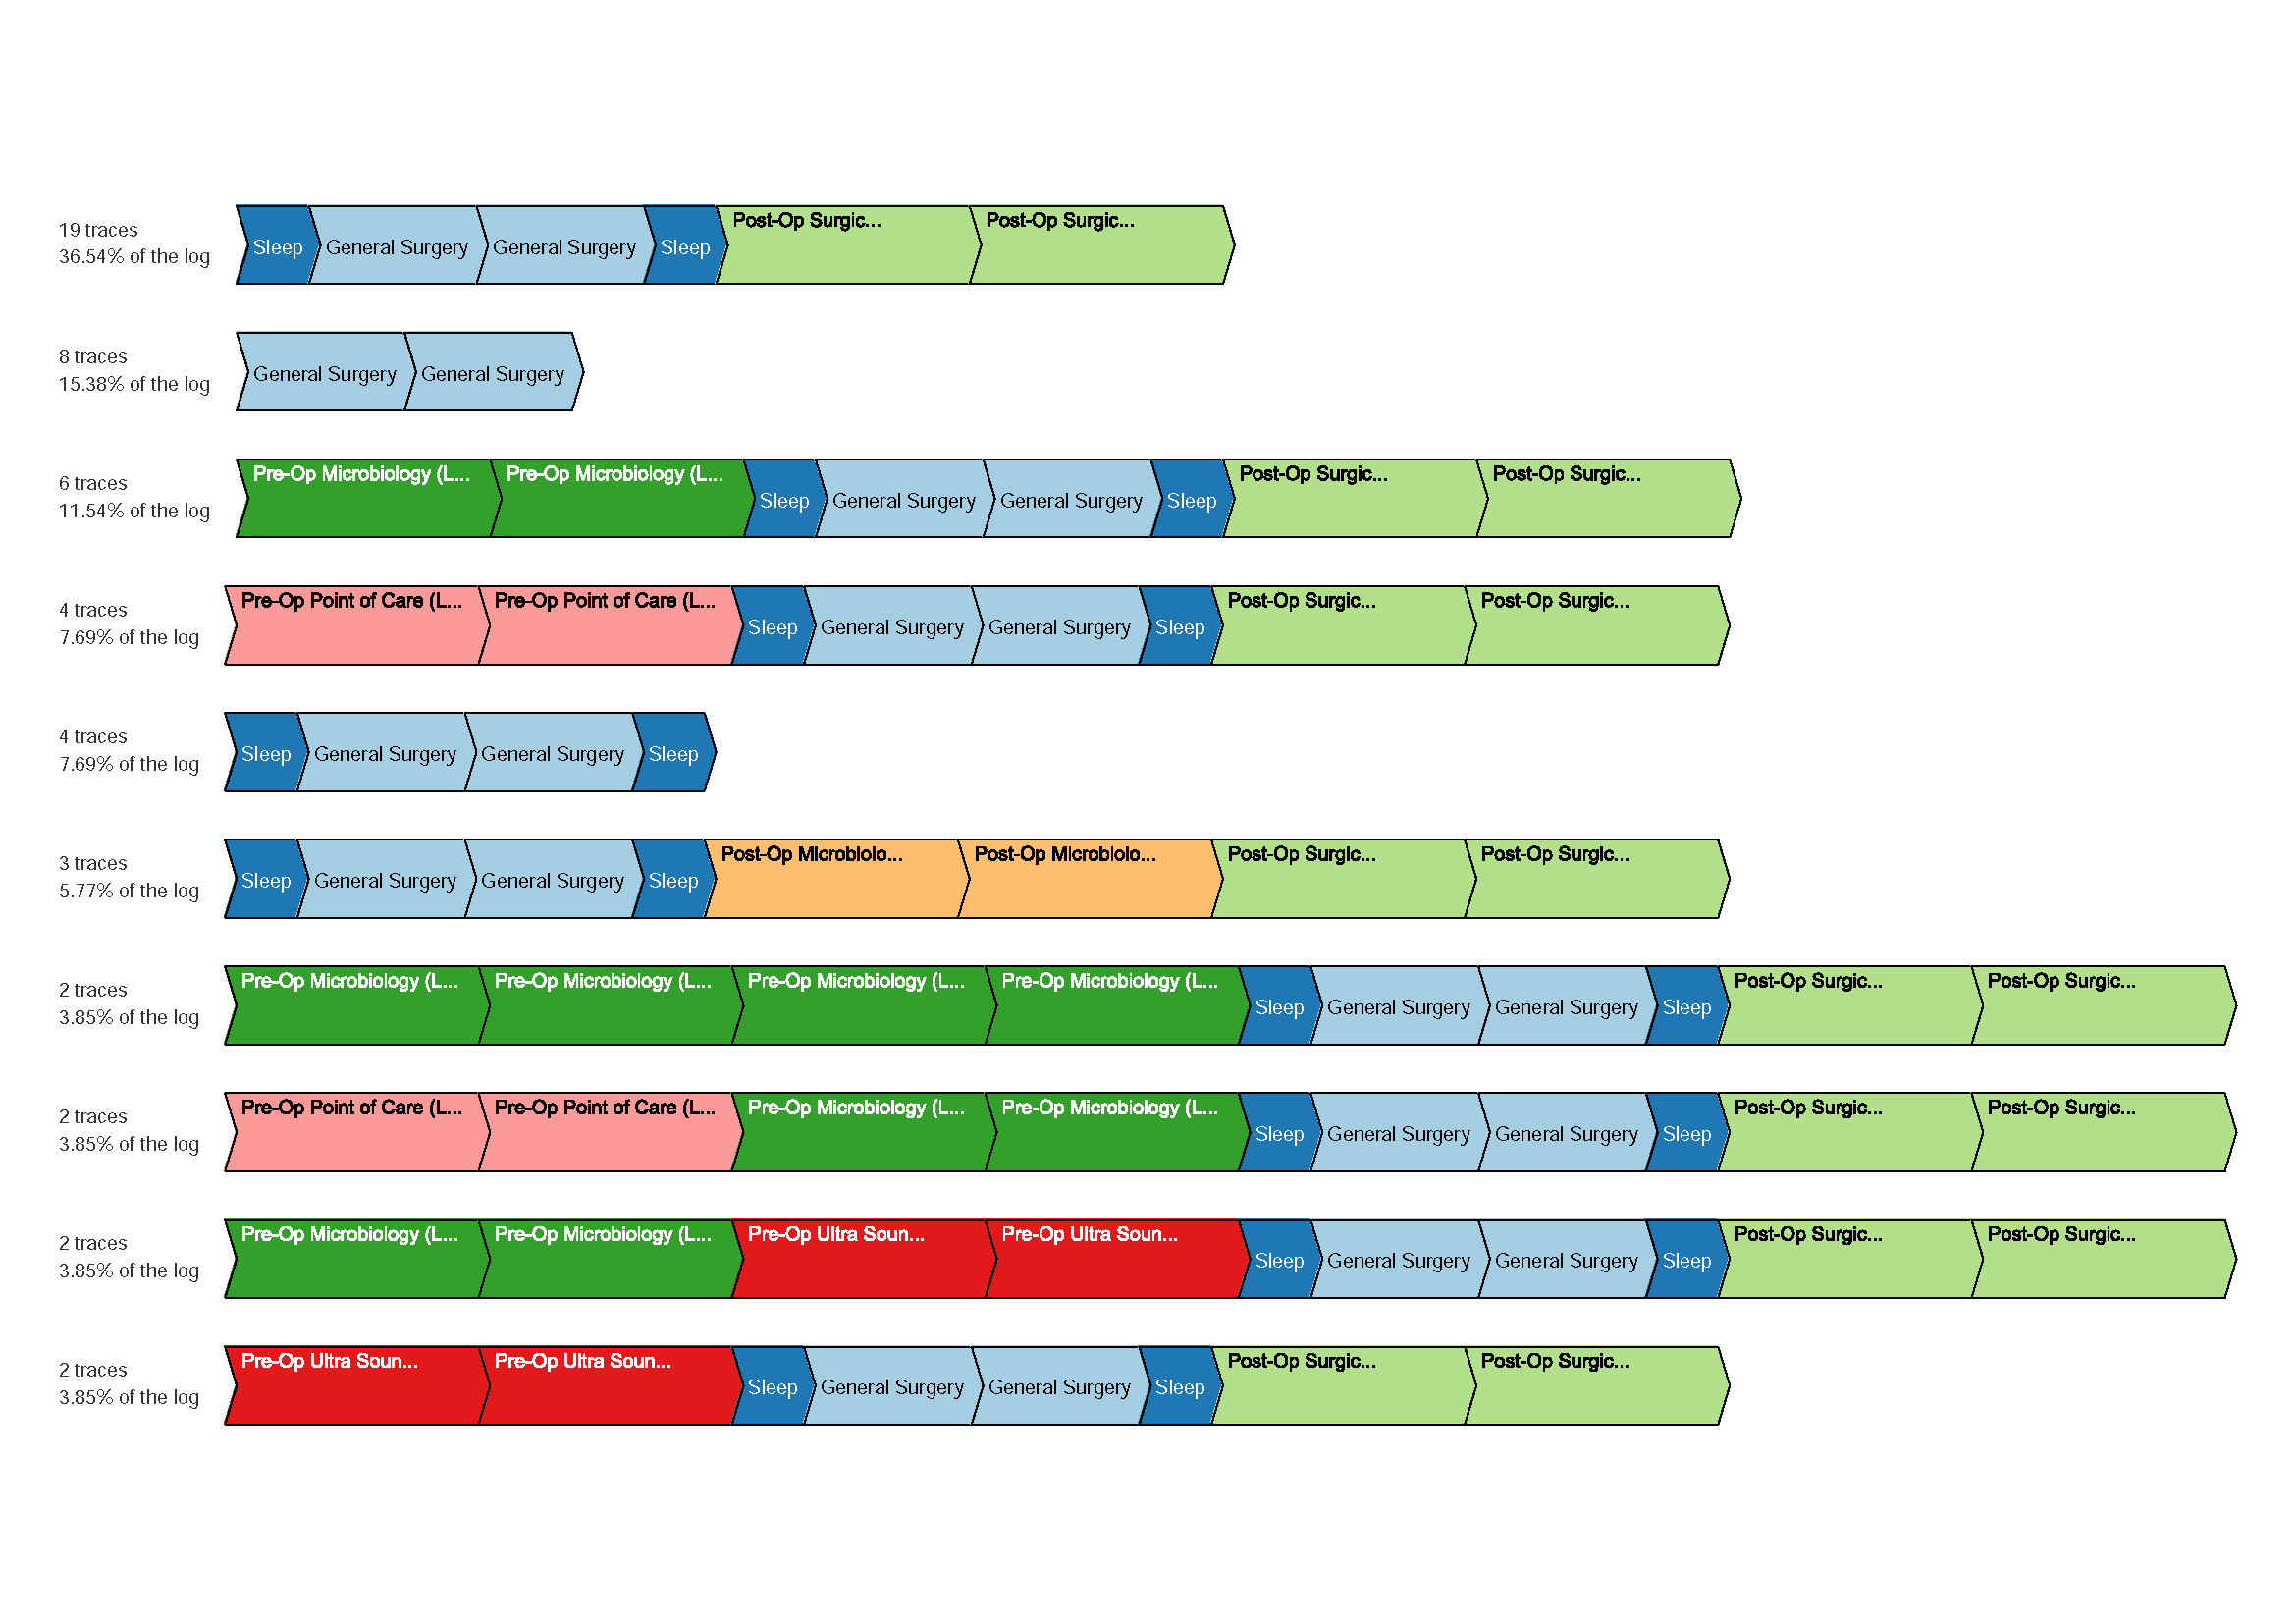 19 traces
36.54% of the log
Sleep General Surgery General Surgery Sleep Post-Op Surgic... Post-Op Surgic...
8 traces
15.38% of the log
General Surgery General Surgery
6 traces
11.54% of the log
Pre-Op Microbiology (L... Pre-Op Microbiology (L... Sleep General Surgery General Surgery Sleep Post-Op Surgic... Post-Op Surgic...
4 traces
7.69% of the log
Pre-Op Point of Care (L... Pre-Op Point of Care (L... Sleep General Surgery General Surgery Sleep Post-Op Surgic... Post-Op Surgic...
4 traces
7.69% of the log
Sleep General Surgery General Surgery Sleep
3 traces
5.77% of the log
Sleep General Surgery General Surgery Sleep Post-Op Microbiolo... Post-Op Microbiolo... Post-Op Surgic... Post-Op Surgic...
2 traces
3.85% of the log
Pre-Op Microbiology (L... Pre-Op Microbiology (L... Pre-Op Microbiology (L... Pre-Op Microbiology (L... Sleep General Surgery General Surgery Sleep Post-Op Surgic... Post-Op Surgic...
2 traces
3.85% of the log
Pre-Op Point of Care (L... Pre-Op Point of Care (L... Pre-Op Microbiology (L... Pre-Op Microbiology (L... Sleep General Surgery General Surgery Sleep Post-Op Surgic... Post-Op Surgic...
2 traces
3.85% of the log
Pre-Op Microbiology (L... Pre-Op Microbiology (L... Pre-Op Ultra Soun... Pre-Op Ultra Soun... Sleep General Surgery General Surgery Sleep Post-Op Surgic... Post-Op Surgic...
2 traces
3.85% of the log
Pre-Op Ultra Soun... Pre-Op Ultra Soun... Sleep General Surgery General Surgery Sleep Post-Op Surgic... Post-Op Surgic...